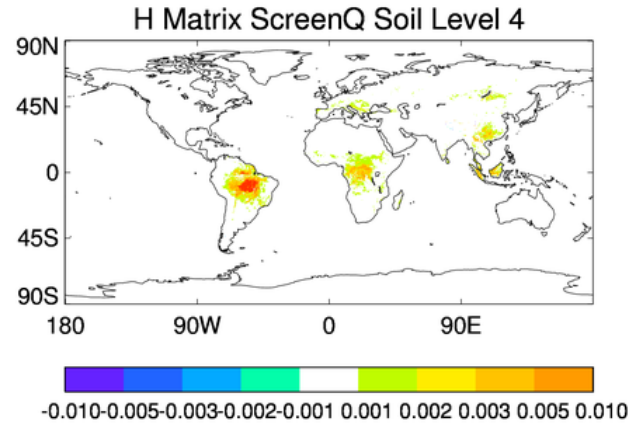 H Matrix ScreenQ Soil Level 4
90N
45N
0
45S
90S
180 90W 0 90E
-0.010-0.005-0.003-0.002-0.001 0.001 0.002 0.003 0.005 0.010